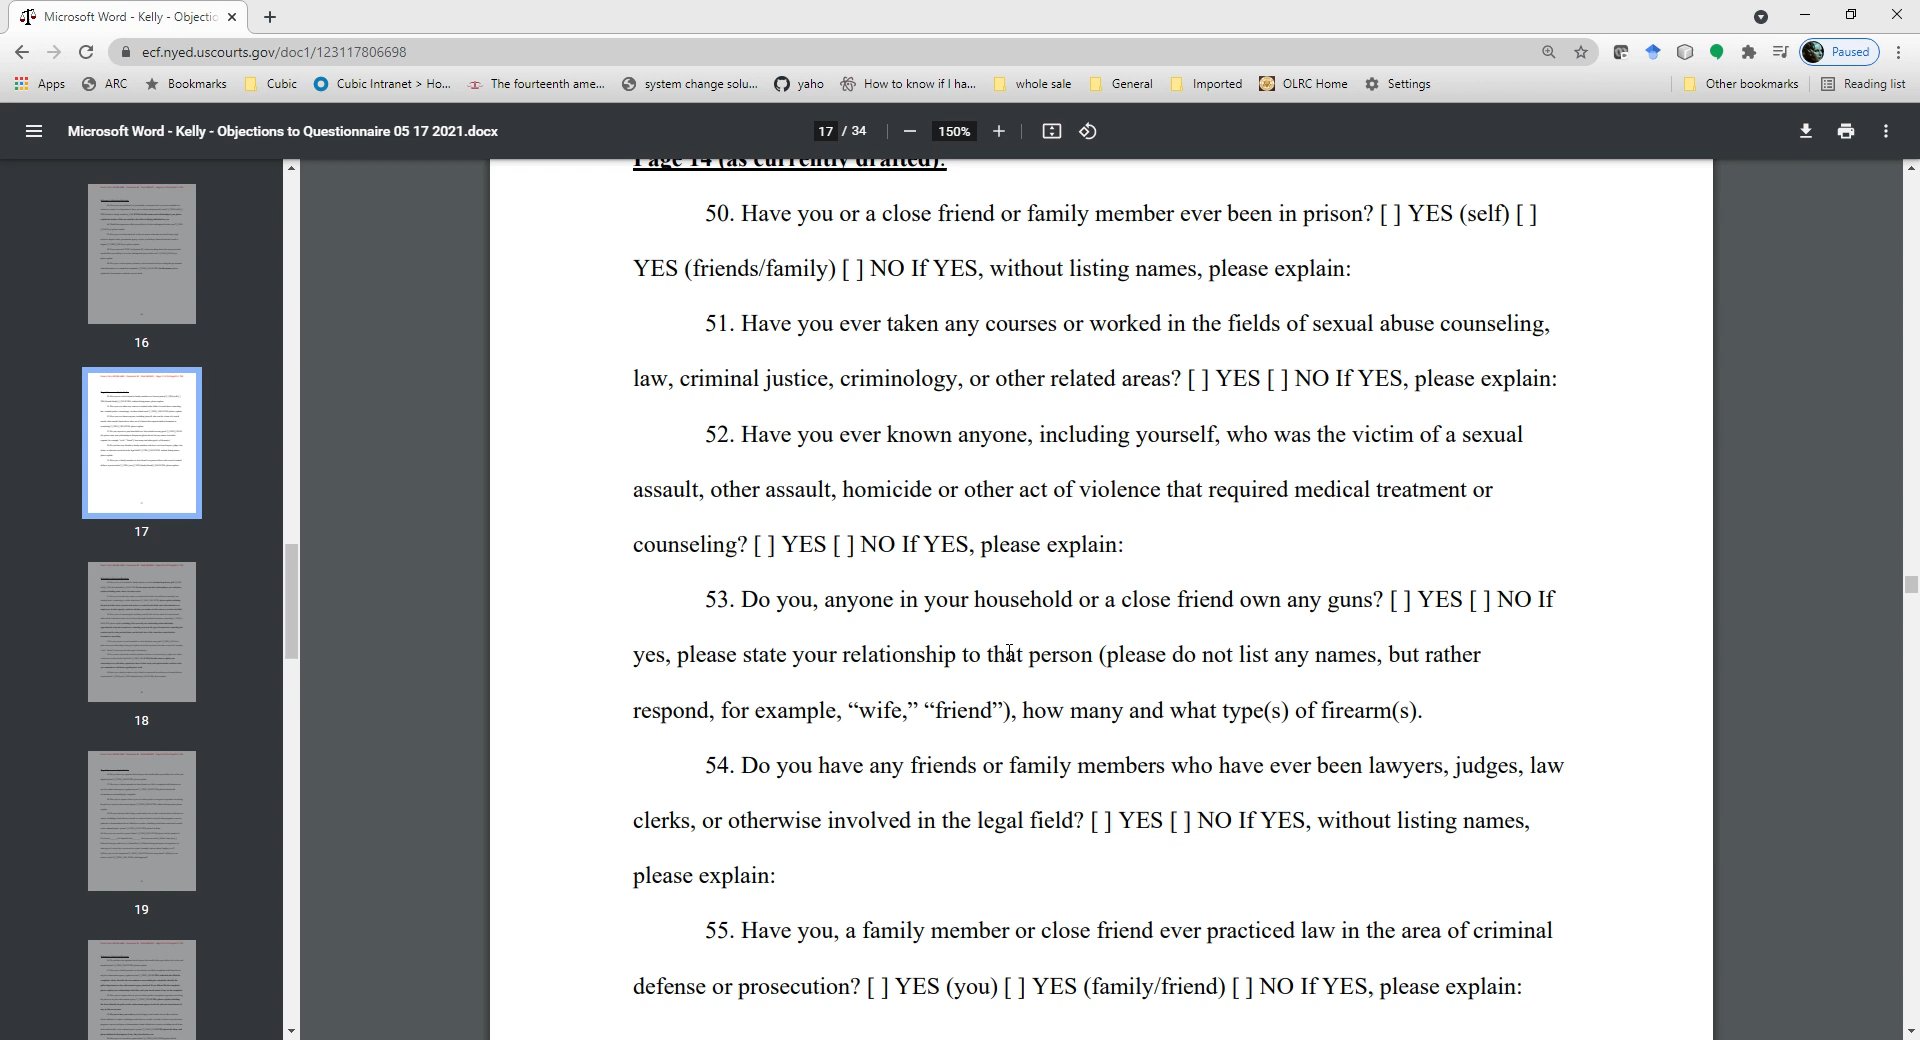 Microsoft Word - Kelly - Objectio
ecf.nyed.uscourts.gov/doc1/123117806698
Paused
Apps ARC Bookmarks Cubic Cubic Intranet > Ho... The fourteenth ame... system change solu... yaho How to know if I ha... whole sale General Imported OLRC Home Settings Other bookmarks Reading list
Microsoft Word - Kelly - Objections to Questionnaire 05 17 2021.docx 17 / 34 150%
16
17
18
19
Page 14 (as currently drafted):
50. Have you or a close friend or family member ever been in prison? [ ] YES (self) [ ]
YES (friends/family) [ ] NO If YES, without listing names, please explain:
51. Have you ever taken any courses or worked in the fields of sexual abuse counseling,
law, criminal justice, criminology, or other related areas? [ ] YES [ ] NO If YES, please explain:
52. Have you ever known anyone, including yourself, who was the victim of a sexual
assault, other assault, homicide or other act of violence that required medical treatment or
counseling? [ ] YES [ ] NO If YES, please explain:
53. Do you, anyone in your household or a close friend own any guns? [ ] YES [ ] NO If
yes, please state your relationship to that person (please do not list any names, but rather
respond, for example, “wife,” “friend”), how many and what type(s) of firearm(s).
54. Do you have any friends or family members who have ever been lawyers, judges, law
clerks, or otherwise involved in the legal field? [ ] YES [ ] NO If YES, without listing names,
please explain:
55. Have you, a family member or close friend ever practiced law in the area of criminal
defense or prosecution? [ ] YES (you) [ ] YES (family/friend) [ ] NO If YES, please explain: